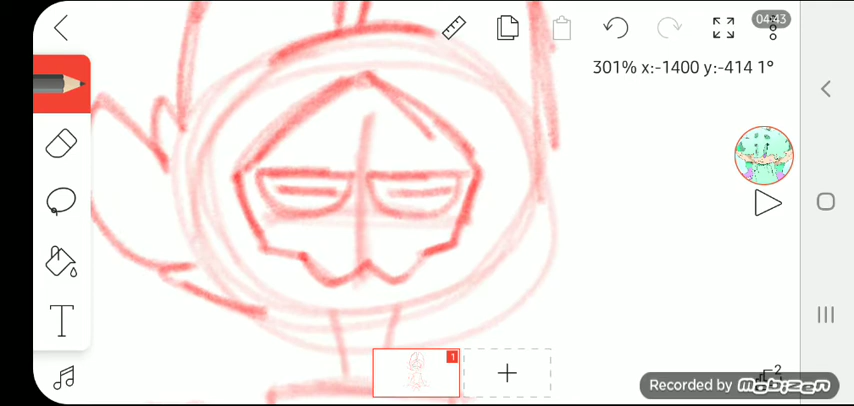 04:43
301% x:-1400 y:-414 1°
T
1
2
Recorded by mobizen